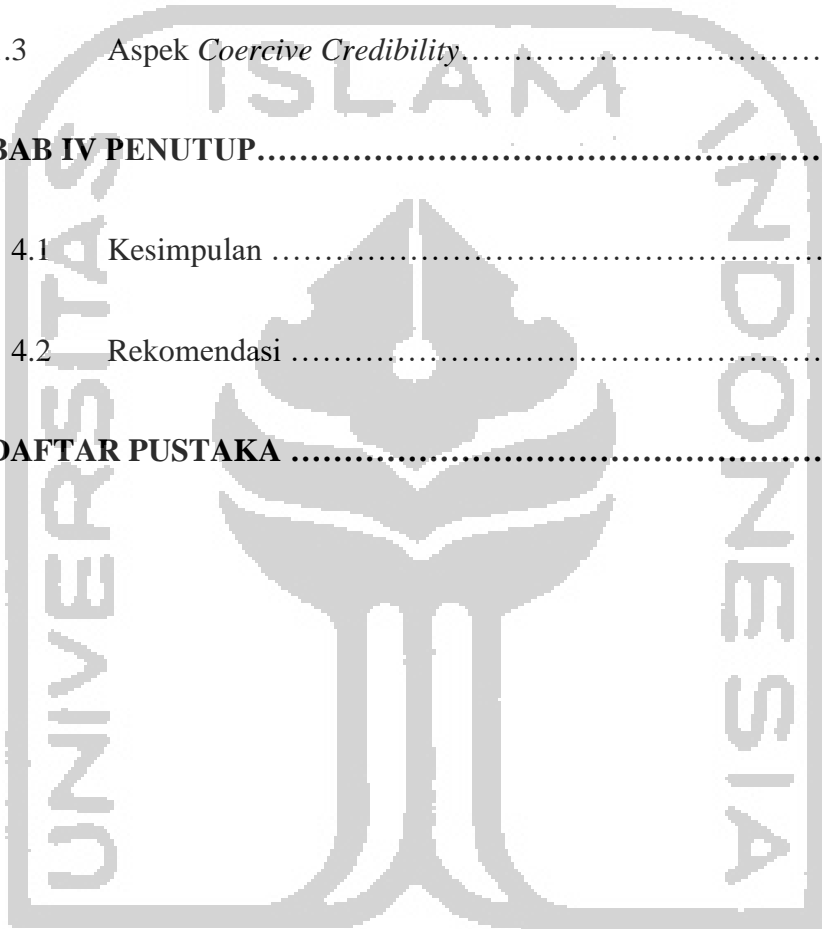 .3 Aspek Coercive Credibility..................................
BAB IV PENUTUP......................................................
4.1 Kesimpulan .....................................................
4.2 Rekomendasi ...................................................
DAFTAR PUSTAKA ...................................................
UNIVERSITAS
ISLAM
INDONESIA